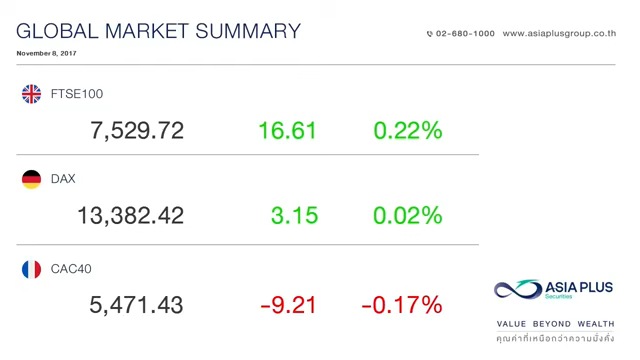 GLOBAL MARKET SUMMARY
02-680-1000 www.asiaplusgroup.co.th
November 8, 2017
FTSE100
7,529.72 16.61 0.22%
DAX
13,382.42 3.15 0.02%
CAC40
5,471.43 -9.21 -0.17%
ASIA PLUS
Securities
VALUE BEYOND WEALTH
คุณค่าที่เหนือกว่าความมั่งคั่ง